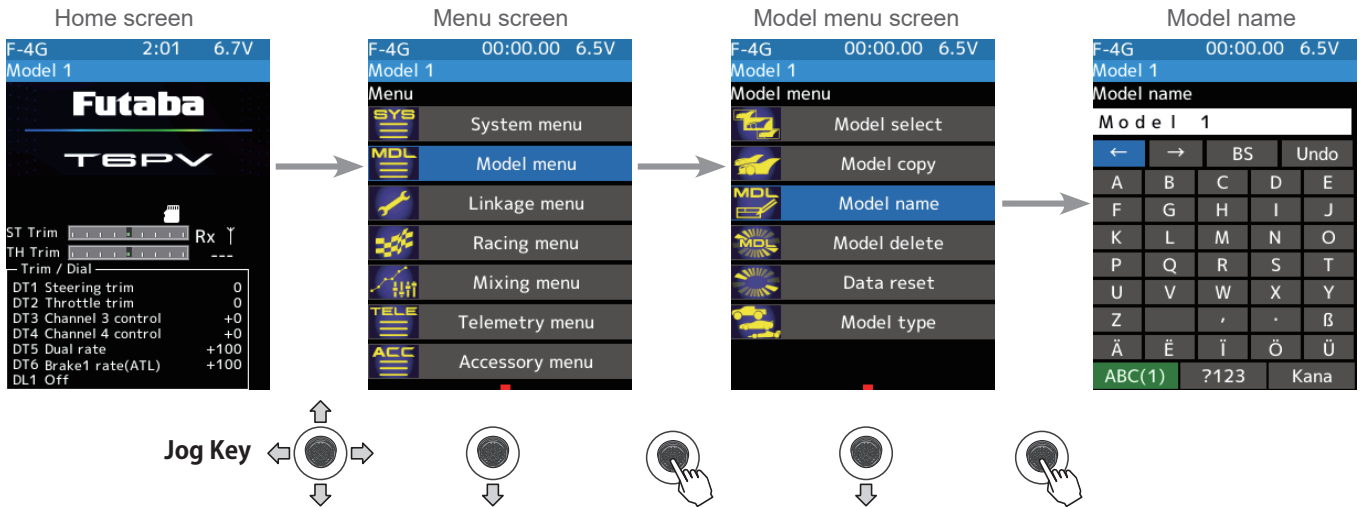 Home screen
F-4G 2:01 6.7V
Model 1
Futaba
T6PV
ST Trim Rx
TH Trim ---
Trim / Dial
DT1 Steering trim 0
DT2 Throttle trim 0
DT3 Channel 3 control +0
DT4 Channel 4 control +0
DT5 Dual rate +100
DT6 Brake1 rate(ATL) +100
DL1 Off
Menu screen
F-4G 00:00.00 6.5V
Model 1
Menu
SYS System menu
MDL Model menu
Linkage menu
Racing menu
Mixing menu
TELE Telemetry menu
ACC Accessory menu
Model menu screen
F-4G 00:00.00 6.5V
Model 1
Model menu
Model select
Model copy
MDL Model name
MDL Model delete
Data reset
Model type
Model name
F-4G 00:00.00 6.5V
Model 1
Model name
Model 1
← → BS Undo
A B C D E
F G H I J
K L M N O
P Q R S T
U V W X Y
Z ′ · ß
Ä Ë Ï Ö Ü
ABC(1) ?123 Kana
Jog Key